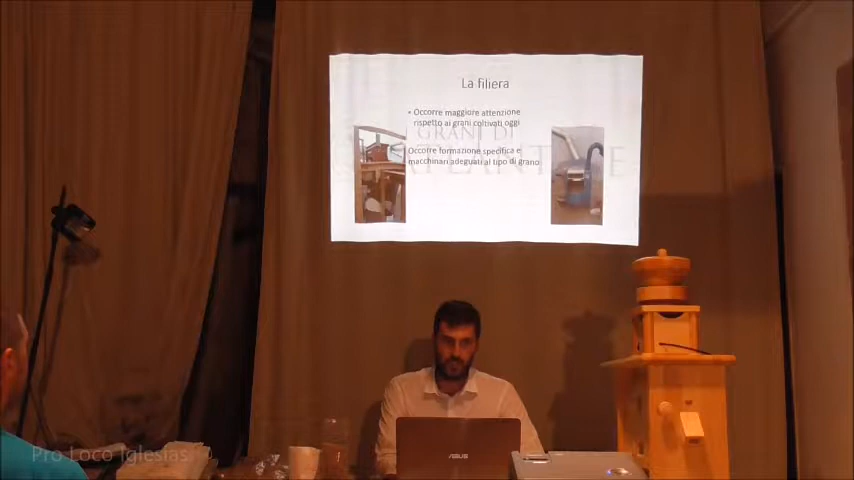 La filiera
• Occorre maggiore attenzione
rispetto ai grani coltivati oggi
GRANI DI
ATLANTE
Occorre formazione specifica e
macchinari adeguati al tipo di grano
ASUS
Pro Loco Iglesias